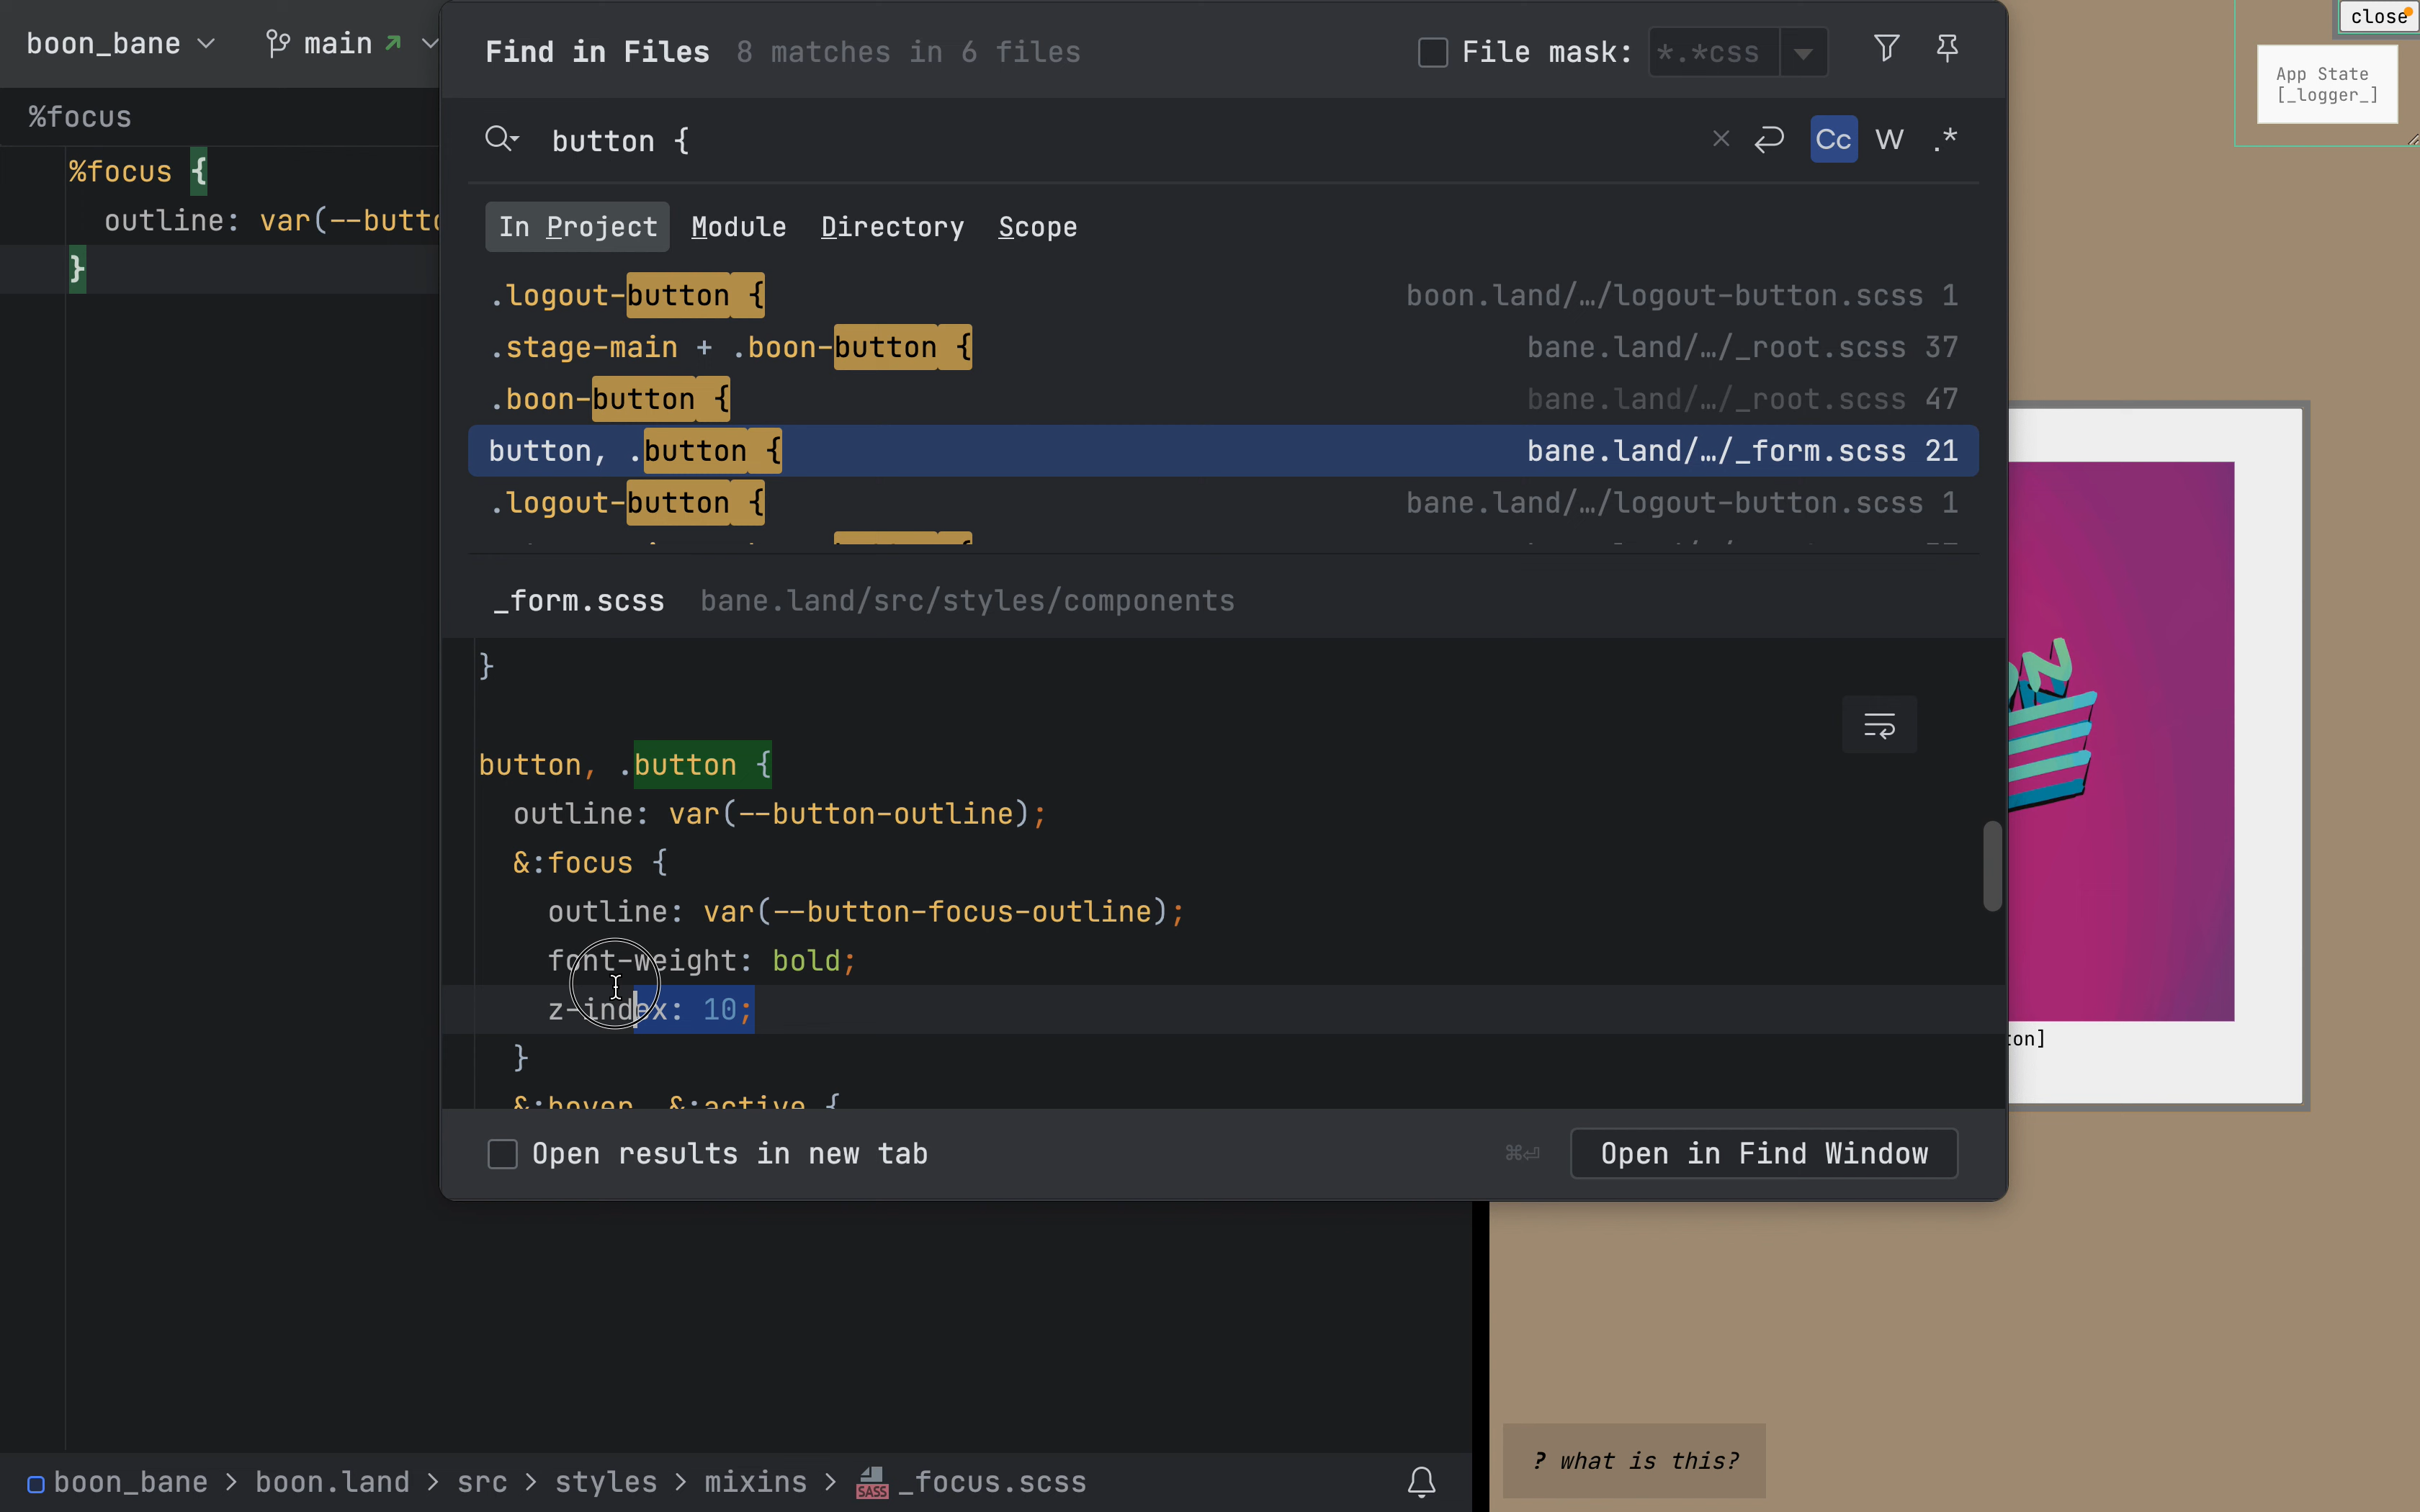 boon_bane main
%focus
%focus {
outline: var(--butto
}
Find in Files 8 matches in 6 files File mask: *.*css
button {
Cc W .*
In Project Module Directory Scope
.logout-button { boon.land/…/logout-button.scss 1
.stage-main + .boon-button { bane.land/…/_root.scss 37
.boon-button { bane.land/…/_root.scss 47
button, .button { bane.land/…/_form.scss 21
.logout-button { bane.land/…/logout-button.scss 1
_form.scss bane.land/src/styles/components
}
button, .button {
outline: var(--button-outline);
&:focus {
outline: var(--button-focus-outline);
font-weight: bold;
z-index: 10;
}
&:hover, &:active {
Open results in new tab ⌘⏎ Open in Find Window
boon_bane > boon.land > src > styles > mixins > SASS _focus.scss
close
App State
[_logger_]
ton]
? what is this?